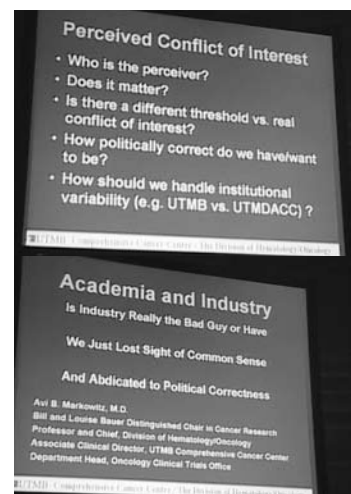 Perceived Conflict of Interest
• Who is the perceiver?
• Does it matter?
• Is there a different threshold vs. real
conflict of interest?
• How politically correct do we have/want
to be?
• How should we handle institutional
variability (e.g. UTMB vs. UTMDACC) ?
UTMB Comprehensive Cancer Center / The Division of Hematology/Oncology
Academia and Industry
Is Industry Really the Bad Guy or Have
We Just Lost Sight of Common Sense
And Abdicated to Political Correctness
Avi B. Markowitz, M.D.
Bill and Louise Bauer Distinguished Chair in Cancer Research
Professor and Chief, Division of Hematology/Oncology
Associate Clinical Director, UTMB Comprehensive Cancer Center
Department Head, Oncology Clinical Trials Office
UTMB Comprehensive Cancer Center / The Division of Hematology/Oncology